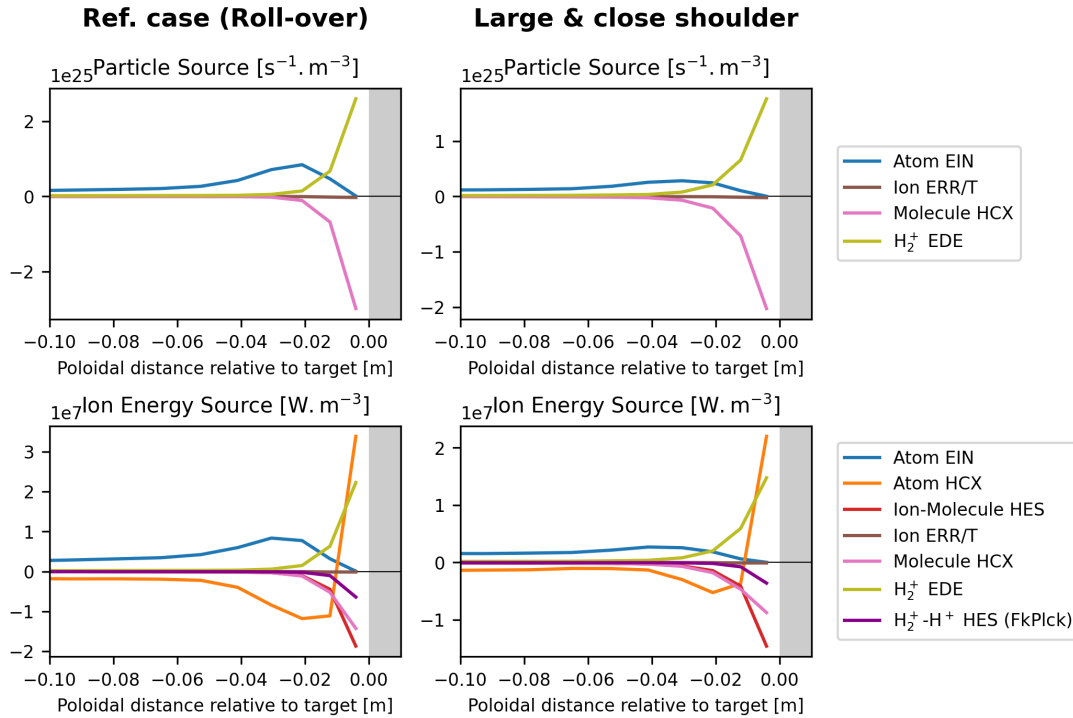 Ref. case (Roll-over)
Large & close shoulder
1e25
Particle Source [s⁻¹.m⁻³]
2
0
−2
−0.10 −0.08 −0.06 −0.04 −0.02 0.00
Poloidal distance relative to target [m]
1e25
Particle Source [s⁻¹.m⁻³]
1
0
−1
−2
−0.10 −0.08 −0.06 −0.04 −0.02 0.00
Poloidal distance relative to target [m]
Atom EIN
Ion ERR/T
Molecule HCX
H₂⁺ EDE
1e7
Ion Energy Source [W.m⁻³]
3
2
1
0
−1
−2
−0.10 −0.08 −0.06 −0.04 −0.02 0.00
Poloidal distance relative to target [m]
1e7
Ion Energy Source [W.m⁻³]
2
1
0
−1
−0.10 −0.08 −0.06 −0.04 −0.02 0.00
Poloidal distance relative to target [m]
Atom EIN
Atom HCX
Ion-Molecule HES
Ion ERR/T
Molecule HCX
H₂⁺ EDE
H₂⁺-H⁺ HES (FkPlck)